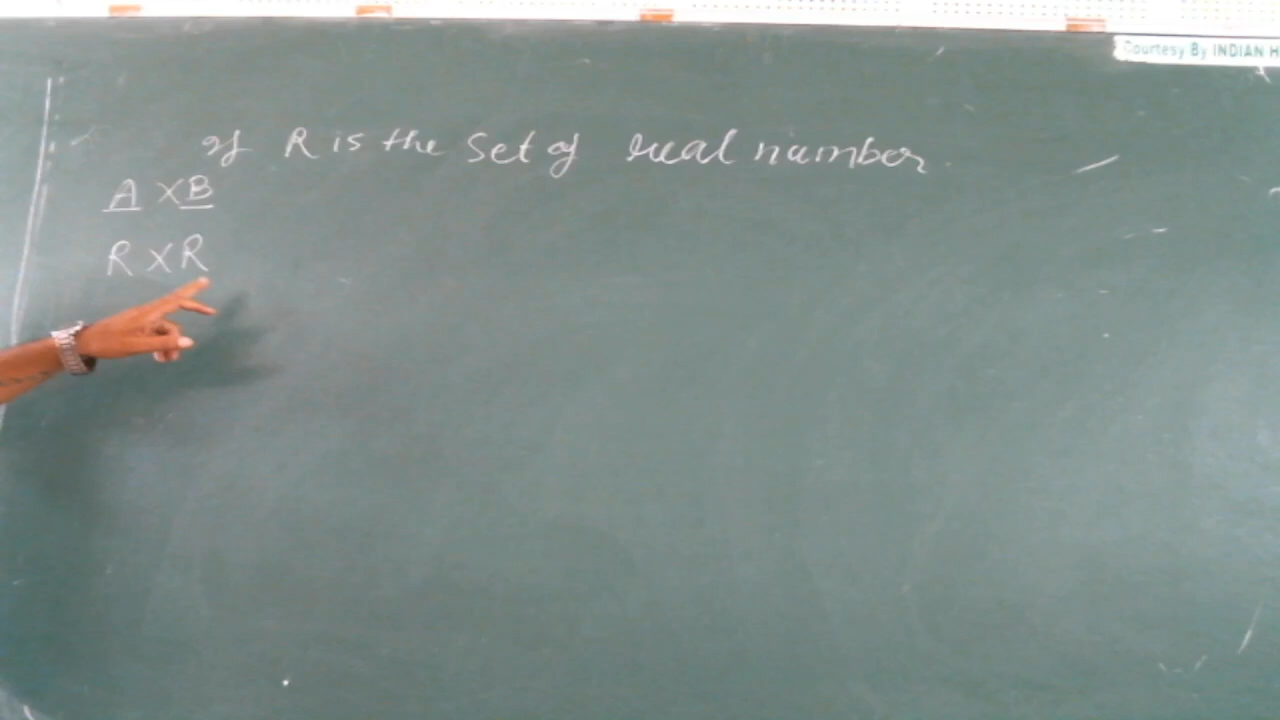 Courtesy By INDIAN H
If R is the set of real number.
A X B
R X R